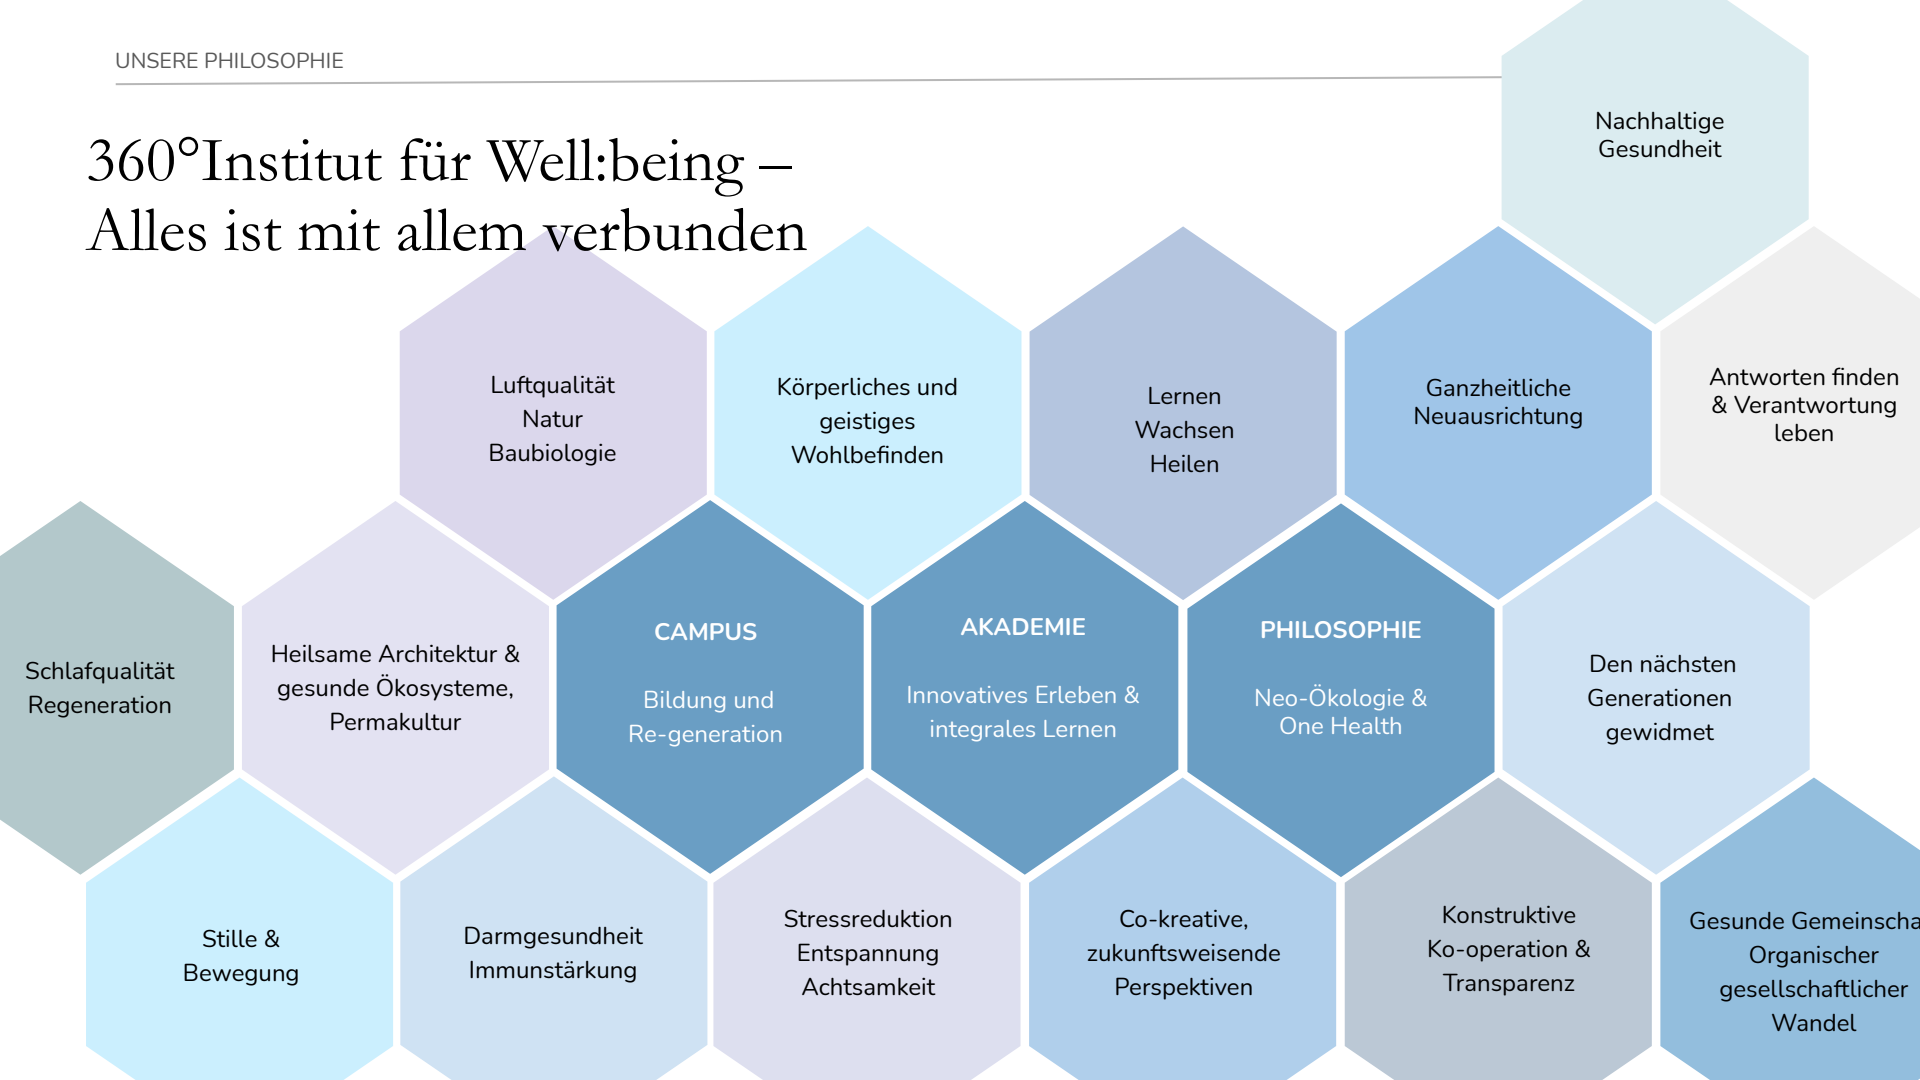 UNSERE PHILOSOPHIE
360°Institut für Well:being –
Alles ist mit allem verbunden
Nachhaltige
Gesundheit
Luftqualität
Natur
Baubiologie
Körperliches und
geistiges
Wohlbefinden
Lernen
Wachsen
Heilen
Ganzheitliche
Neuausrichtung
Antworten finden
& Verantwortung
leben
Schlafqualität
Regeneration
Heilsame Architektur &
gesunde Ökosysteme,
Permakultur
CAMPUS
Bildung und
Re-generation
AKADEMIE
Innovatives Erleben &
integrales Lernen
PHILOSOPHIE
Neo-Ökologie &
One Health
Den nächsten
Generationen
gewidmet
Stille &
Bewegung
Darmgesundheit
Immunstärkung
Stressreduktion
Entspannung
Achtsamkeit
Co-kreative,
zukunftsweisende
Perspektiven
Konstruktive
Ko-operation &
Transparenz
Gesunde
Organischer
gesellschaftlicher
Wandel